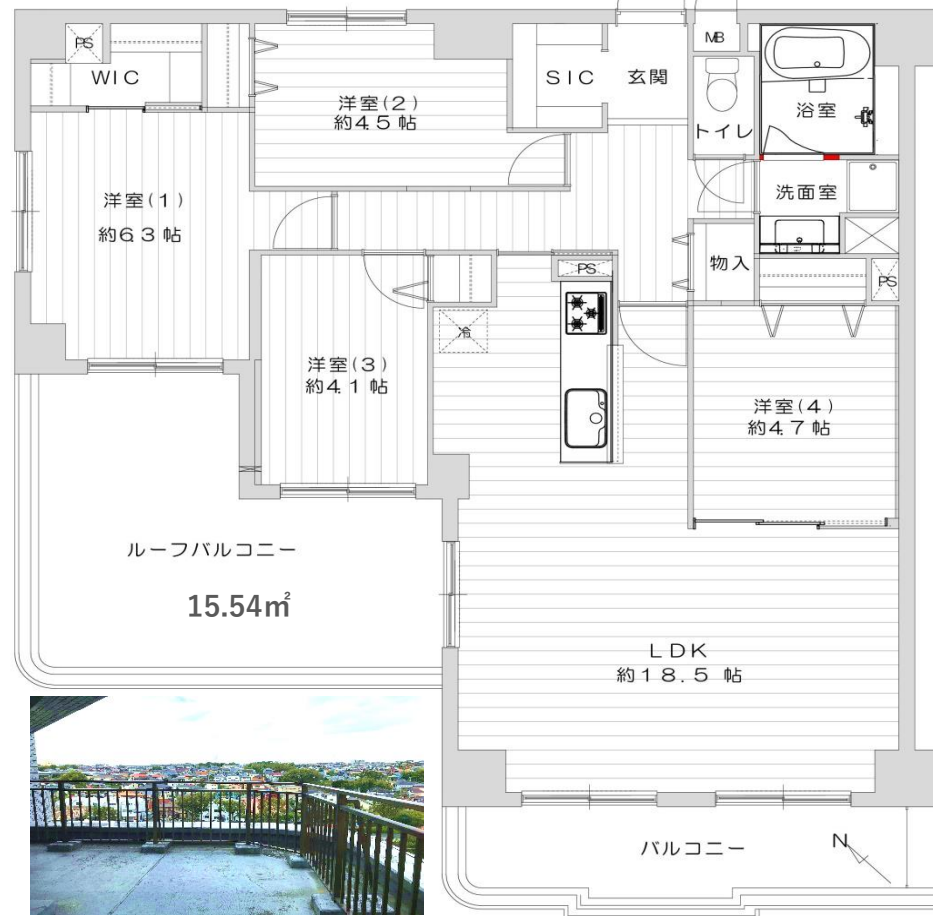 PS
WIC
洋室(2)
約4.5帖
SIC
玄関
MB
トイレ
浴室
洗面室
洋室(1)
約6.3帖
物入
PS
PS
冷
洋室(3)
約4.1帖
洋室(4)
約4.7帖
ルーフバルコニー
15.54㎡
LDK
約18.5 帖
バルコニー
N